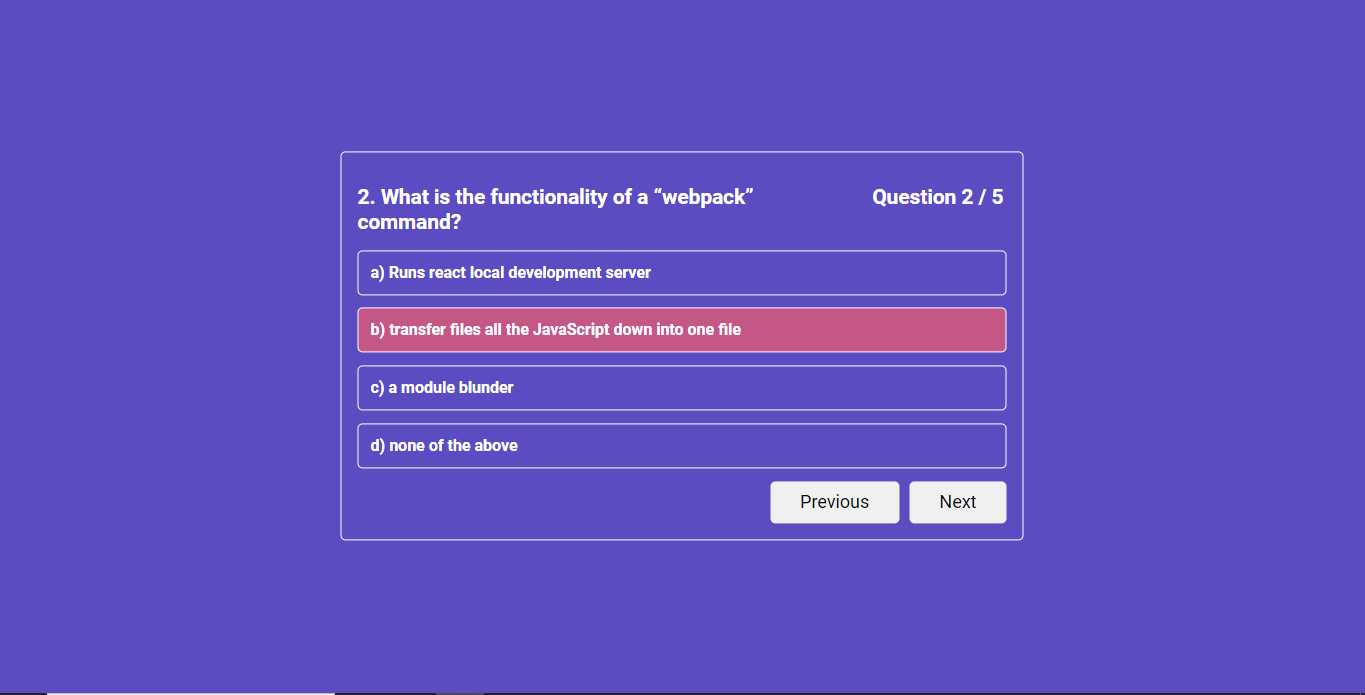 2. What is the functionality of a “webpack”
command?
Question 2 / 5
a) Runs react local development server
b) transfer files all the JavaScript down into one file
c) a module blunder
d) none of the above
Previous
Next